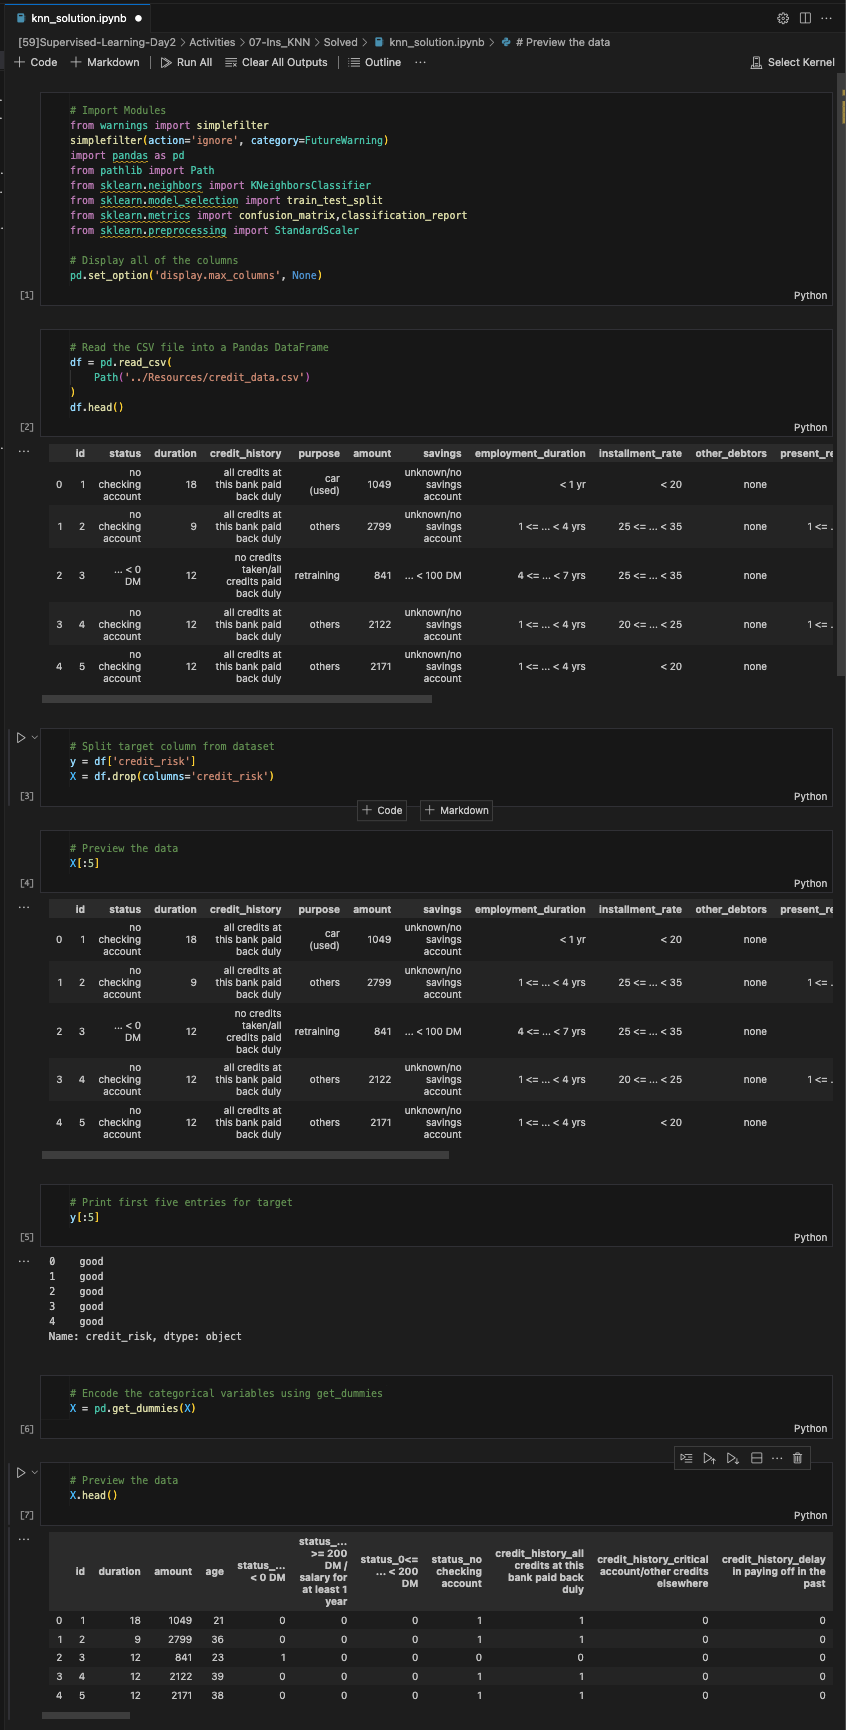 knn_solution.ipynb ●
[59]Supervised-Learning-Day2 > Activities > 07-Ins_KNN > Solved > knn_solution.ipynb > # Preview the data
+ Code + Markdown | Run All Clear All Outputs | Outline ... Select Kernel
# Import Modules
from warnings import simplefilter
simplefilter(action='ignore', category=FutureWarning)
import pandas as pd
from pathlib import Path
from sklearn.neighbors import KNeighborsClassifier
from sklearn.model_selection import train_test_split
from sklearn.metrics import confusion_matrix,classification_report
from sklearn.preprocessing import StandardScaler
# Display all of the columns
pd.set_option('display.max_columns', None)
[1] Python
# Read the CSV file into a Pandas DataFrame
df = pd.read_csv(
Path('../Resources/credit_data.csv')
)
df.head()
[2] Python
... id status duration credit_history purpose amount savings employment_duration installment_rate other_debtors present_re
0 1 no checking account 18 all credits at this bank paid back duly car (used) 1049 unknown/no savings account < 1 yr < 20 none
1 2 no checking account 9 all credits at this bank paid back duly others 2799 unknown/no savings account 1 <= ... < 4 yrs 25 <= ... < 35 none 1 <= .
2 3 ... < 0 DM 12 no credits taken/all credits paid back duly retraining 841 ... < 100 DM 4 <= ... < 7 yrs 25 <= ... < 35 none
3 4 no checking account 12 all credits at this bank paid back duly others 2122 unknown/no savings account 1 <= ... < 4 yrs 20 <= ... < 25 none 1 <= .
4 5 no checking account 12 all credits at this bank paid back duly others 2171 unknown/no savings account 1 <= ... < 4 yrs < 20 none
# Split target column from dataset
y = df['credit_risk']
X = df.drop(columns='credit_risk')
[3] Python
+ Code + Markdown
# Preview the data
X[:5]
[4] Python
... id status duration credit_history purpose amount savings employment_duration installment_rate other_debtors present_re
0 1 no checking account 18 all credits at this bank paid back duly car (used) 1049 unknown/no savings account < 1 yr < 20 none
1 2 no checking account 9 all credits at this bank paid back duly others 2799 unknown/no savings account 1 <= ... < 4 yrs 25 <= ... < 35 none 1 <= .
2 3 ... < 0 DM 12 no credits taken/all credits paid back duly retraining 841 ... < 100 DM 4 <= ... < 7 yrs 25 <= ... < 35 none
3 4 no checking account 12 all credits at this bank paid back duly others 2122 unknown/no savings account 1 <= ... < 4 yrs 20 <= ... < 25 none 1 <= .
4 5 no checking account 12 all credits at this bank paid back duly others 2171 unknown/no savings account 1 <= ... < 4 yrs < 20 none
# Print first five entries for target
y[:5]
[5] Python
... 0 good
1 good
2 good
3 good
4 good
Name: credit_risk, dtype: object
# Encode the categorical variables using get_dummies
X = pd.get_dummies(X)
[6] Python
# Preview the data
X.head()
[7] Python
... id duration amount age status_... < 0 DM status_... >= 200 DM / salary for at least 1 year status_0<= ... < 200 DM status_no checking account credit_history_all credits at this bank paid back duly credit_history_critical account/other credits elsewhere credit_history_delay in paying off in the past
0 1 18 1049 21 0 0 0 1 1 0 0
1 2 9 2799 36 0 0 0 1 1 0 0
2 3 12 841 23 1 0 0 0 0 0 0
3 4 12 2122 39 0 0 0 1 1 0 0
4 5 12 2171 38 0 0 0 1 1 0 0